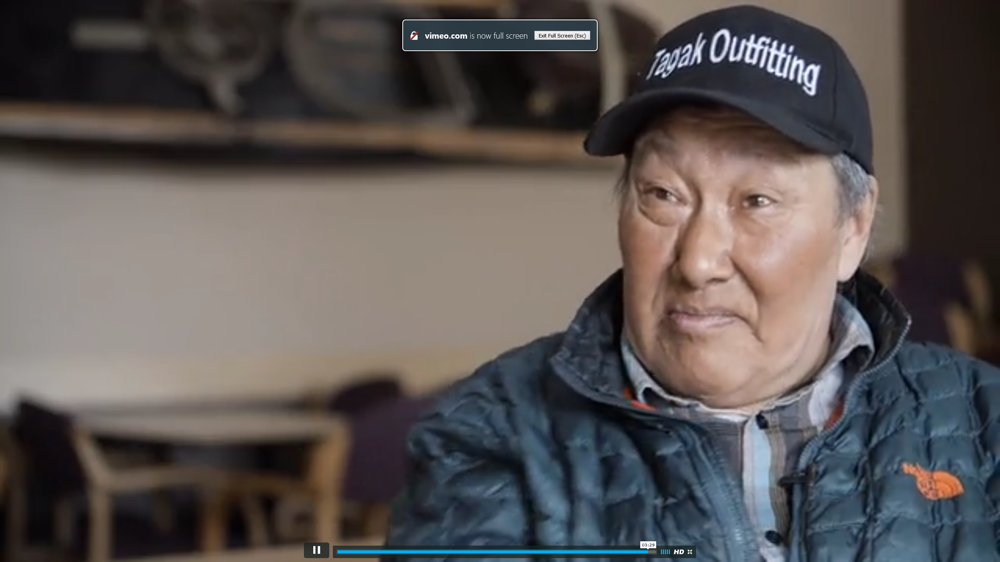 vimeo.com is now full screen Exit Full Screen (Esc)
Tagak Outfitting
03:29
HD